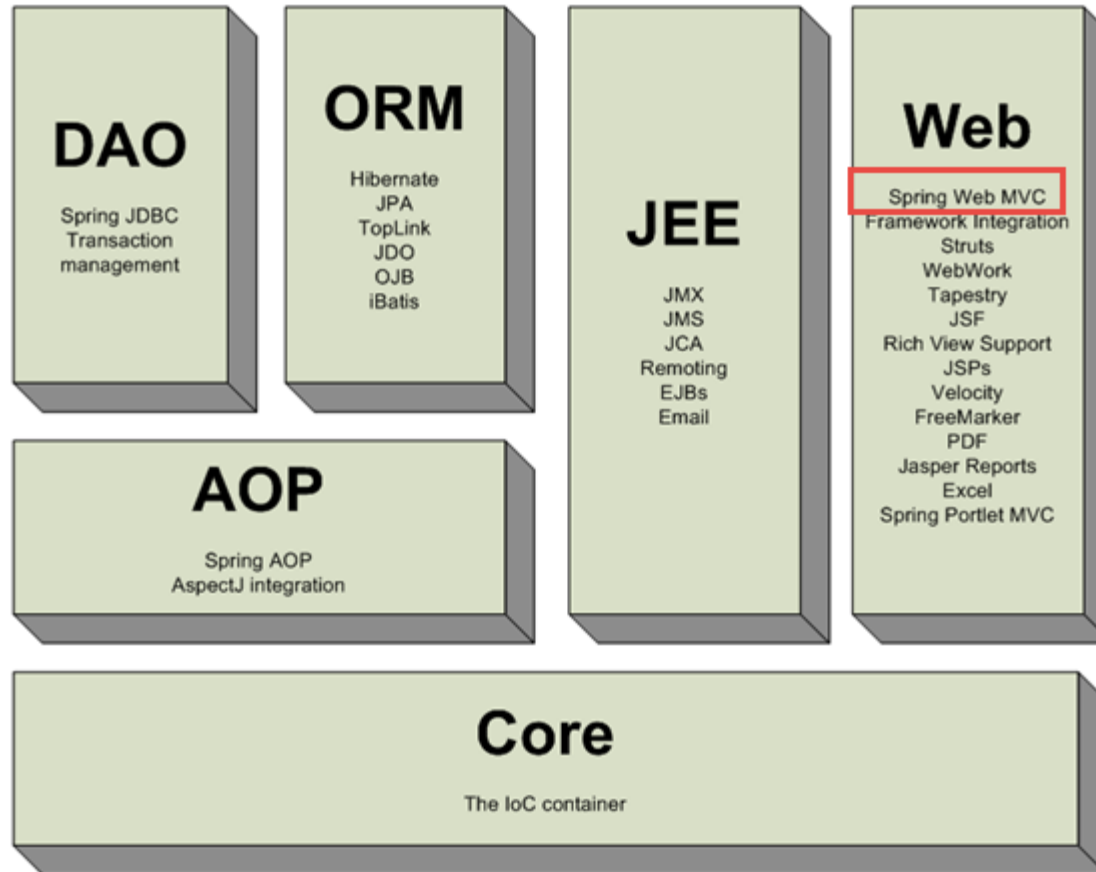 DAO
Spring JDBC
Transaction
management
ORM
Hibernate
JPA
TopLink
JDO
OJB
iBatis
JEE
JMX
JMS
JCA
Remoting
EJBs
Email
Web
Spring Web MVC
Framework Integration
Struts
WebWork
Tapestry
JSF
Rich View Support
JSPs
Velocity
FreeMarker
PDF
Jasper Reports
Excel
Spring Portlet MVC
AOP
Spring AOP
AspectJ integration
Core
The IoC container